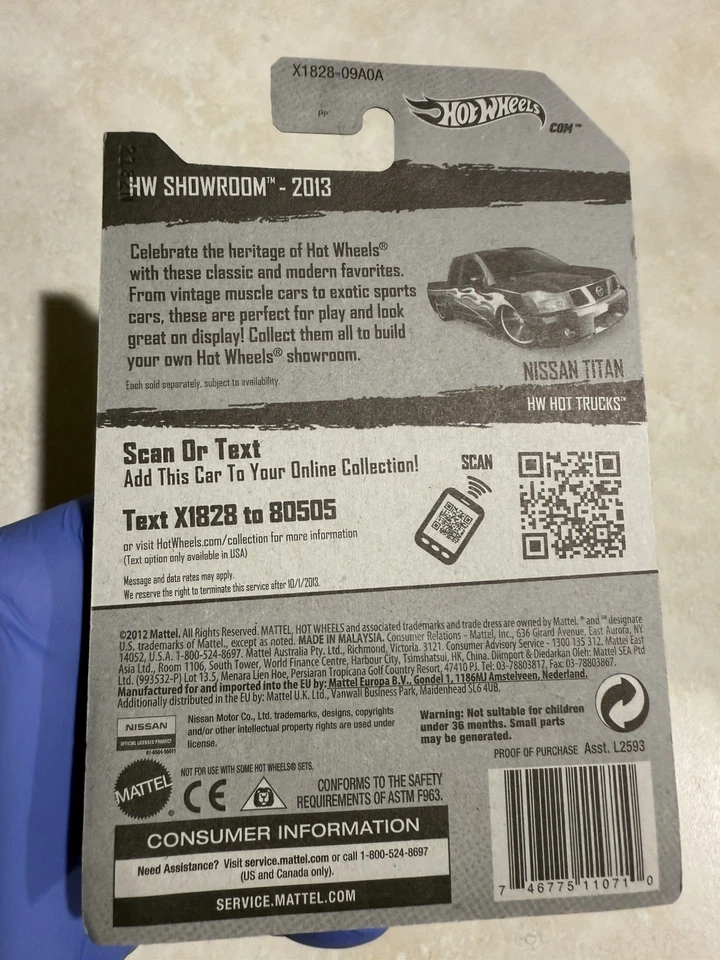 X1828-09A0A
PP
HOT WHEELS
COM™
HW SHOWROOM™ - 2013
Celebrate the heritage of Hot Wheels®
with these classic and modern favorites.
From vintage muscle cars to exotic sports
cars, these are perfect for play and look
great on display! Collect them all to build
your own Hot Wheels® showroom.
Each sold separately, subject to availability.
NISSAN TITAN
HW HOT TRUCKS™
Scan Or Text
Add This Car To Your Online Collection!
SCAN
Text X1828 to 80505
or visit HotWheels.com/collection for more information
(Text option only available in USA)
Message and data rates may apply.
We reserve the right to terminate this service after 10/1/2013.
©2012 Mattel. All Rights Reserved. MATTEL, HOT WHEELS and associated trademarks and trade dress are owned by Mattel. ® and ™ designate
U.S. trademarks of Mattel, except as noted. MADE IN MALAYSIA. Consumer Relations - Mattel, Inc., 636 Girard Avenue, East Aurora, NY
14052, U.S.A. 1-800-524-8697. Mattel Australia Pty. Ltd., Richmond, Victoria. 3121. Consumer Advisory Service - 1300 135 312. Mattel East
Asia Ltd., Room 1106, South Tower, World Finance Centre, Harbour City, Tsimshatsui, HK, China. Diimport & Diedarkan Oleh: Mattel SEA Ptd
Ltd. (993532-P) Lot 13.5, Menara Lien Hoe, Persiaran Tropicana Golf Country Resort, 47410 PJ. Tel: 03-78803817, Fax: 03-78803867.
Manufactured for and imported into the EU by: Mattel Europa B.V., Gondel 1, 1186MJ Amstelveen, Nederland.
Additionally distributed in the EU by: Mattel U.K. Ltd., Vanwall Business Park, Maidenhead SL6 4UB.
NISSAN
OFFICIAL LICENSED PRODUCT
Nissan Motor Co., Ltd. trademarks, designs, copyrights
and/or other intellectual property rights are used under
license.
Warning: Not suitable for children
under 36 months. Small parts
may be generated.
PROOF OF PURCHASE Asst. L2593
NOT FOR USE WITH SOME HOT WHEELS® SETS.
MATTEL®
CE
CONFORMS TO THE SAFETY
REQUIREMENTS OF ASTM F963.
CONSUMER INFORMATION
Need Assistance? Visit service.mattel.com or call 1-800-524-8697
(US and Canada only).
SERVICE.MATTEL.COM
7 46775 11071 0